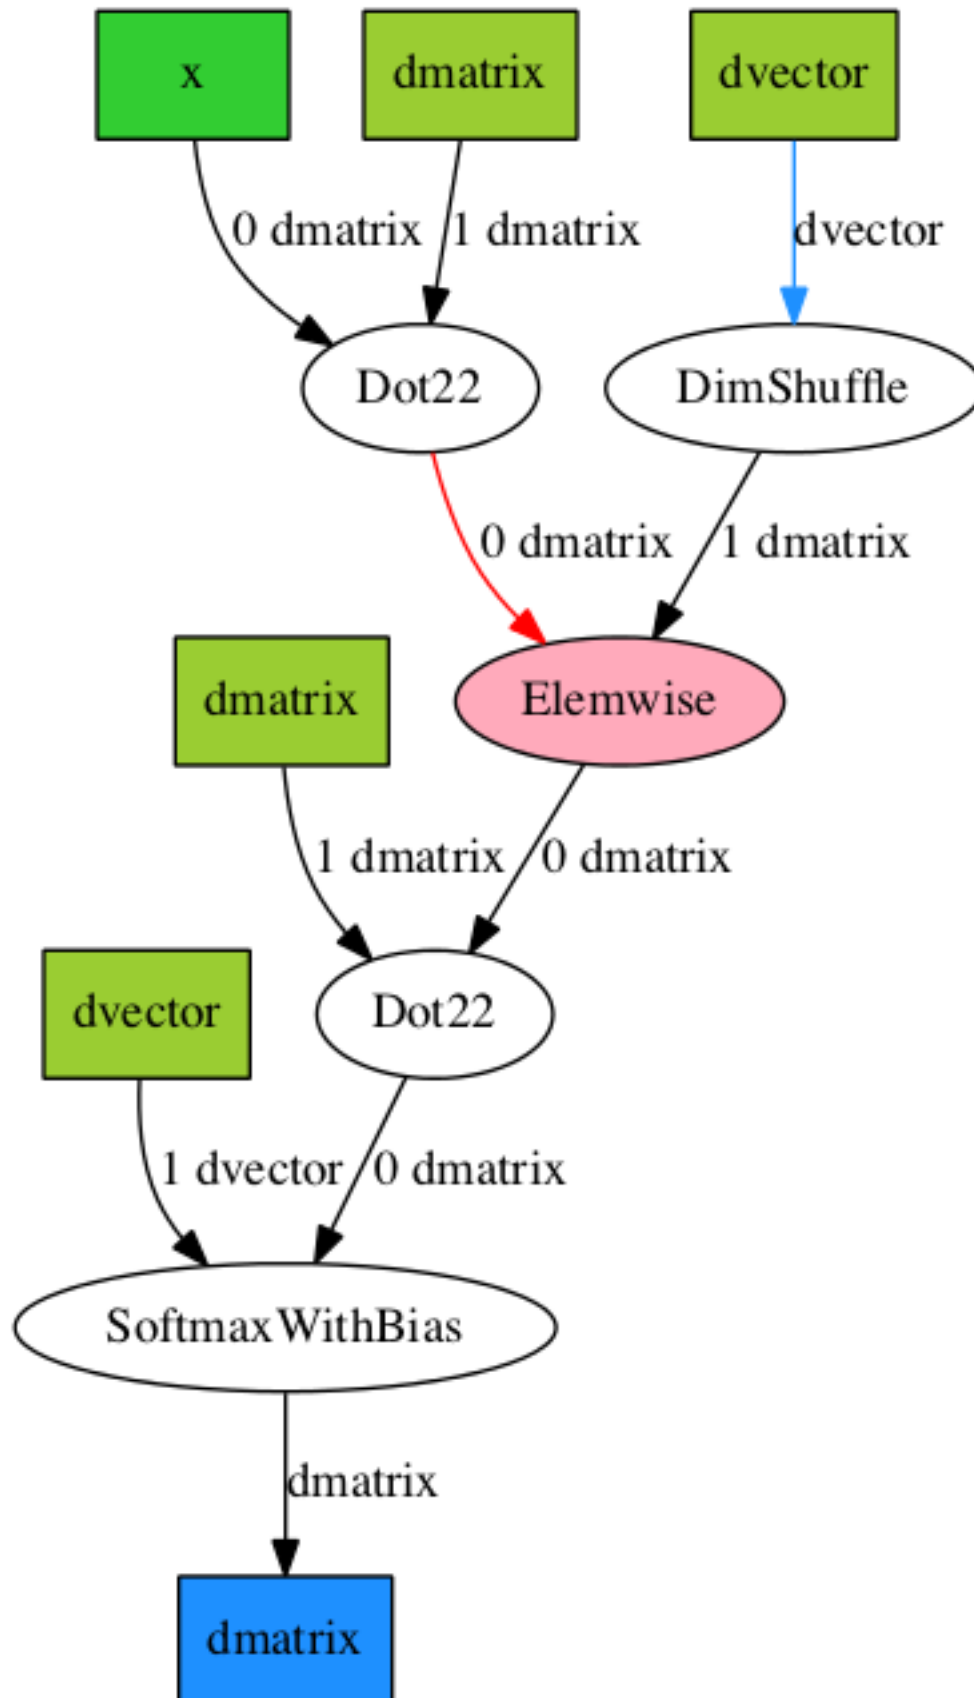 x
dmatrix
dvector
0 dmatrix
1 dmatrix
dvector
Dot22
DimShuffle
0 dmatrix
1 dmatrix
dmatrix
Elemwise
1 dmatrix
0 dmatrix
dvector
Dot22
1 dvector
0 dmatrix
SoftmaxWithBias
dmatrix
dmatrix